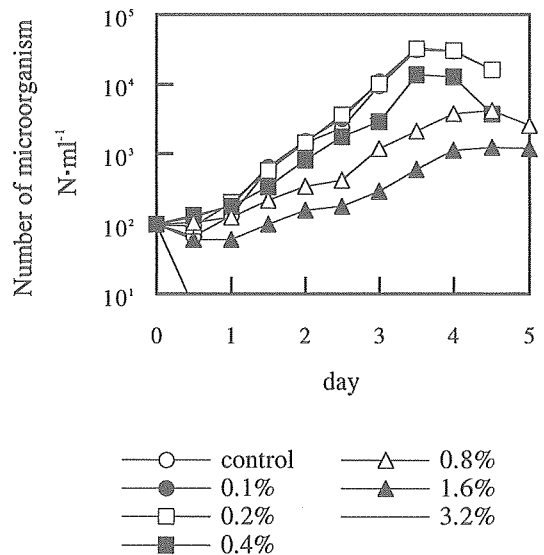 Number of microorganism
N·ml⁻¹
10⁵
10⁴
10³
10²
10¹
0 1 2 3 4 5
day
control 0.8%
0.1% 1.6%
0.2% 3.2%
0.4%